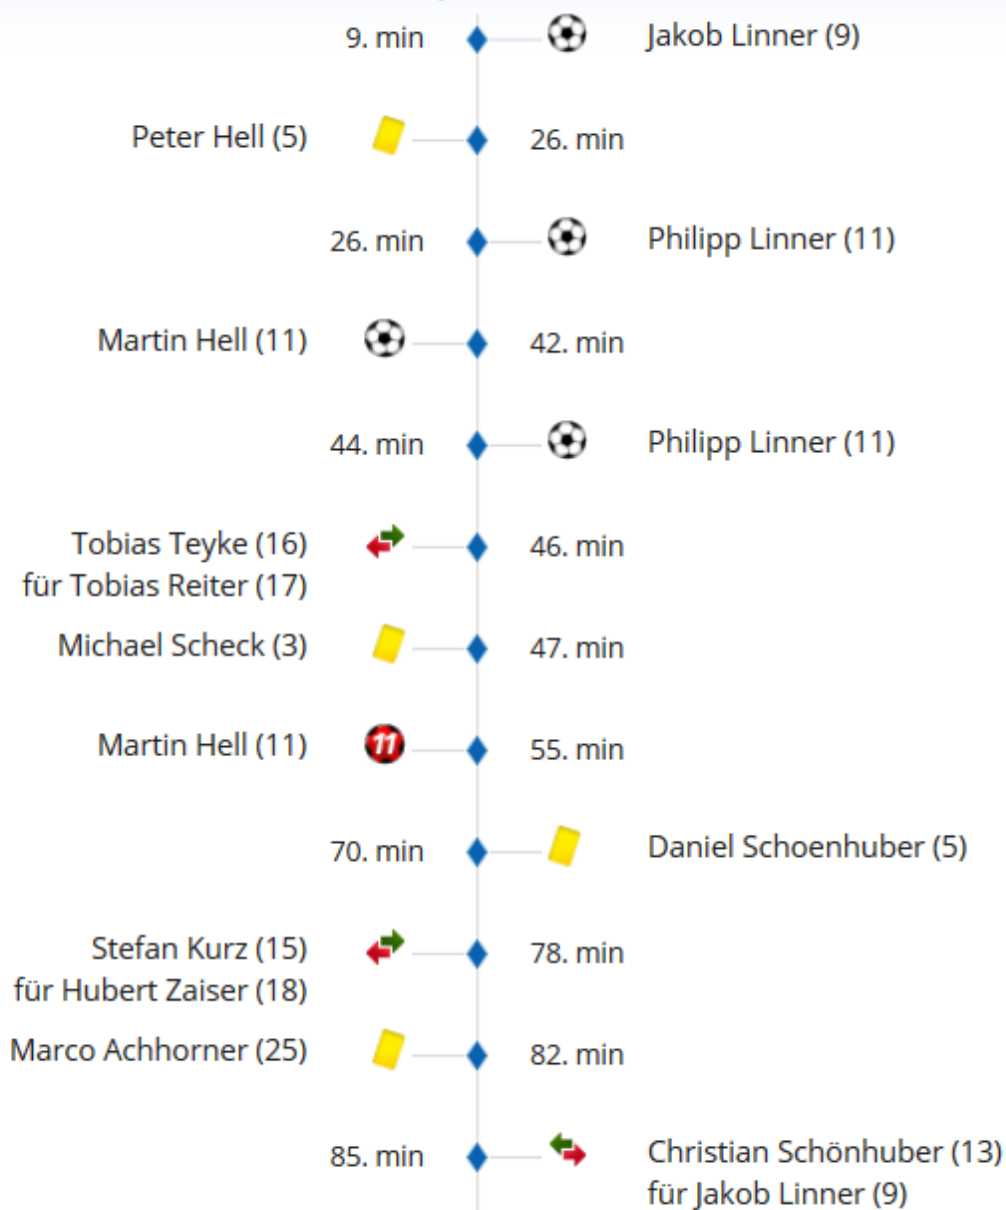 9. min Jakob Linner (9)
Peter Hell (5) 26. min
26. min Philipp Linner (11)
Martin Hell (11) 42. min
44. min Philipp Linner (11)
Tobias Teyke (16) 46. min
für Tobias Reiter (17)
Michael Scheck (3) 47. min
Martin Hell (11) 11 55. min
70. min Daniel Schoenhuber (5)
Stefan Kurz (15) 78. min
für Hubert Zaiser (18)
Marco Achhorner (25) 82. min
85. min Christian Schönhuber (13)
für Jakob Linner (9)